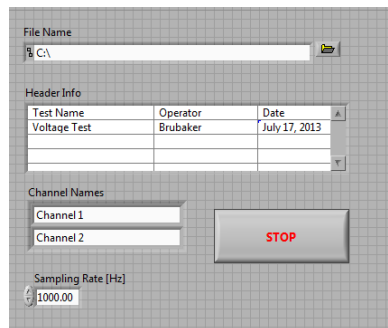 File Name
C:\
Header Info
Test Name Operator Date
Voltage Test Brubaker July 17, 2013
Channel Names
Channel 1
Channel 2
STOP
Sampling Rate [Hz]
1000.00